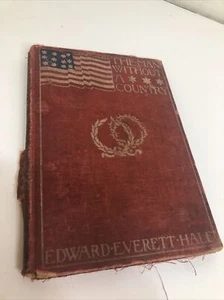 THE·MAN
WITHOUT
A
COUNTRY
EDWARD·EVERETT·HALE